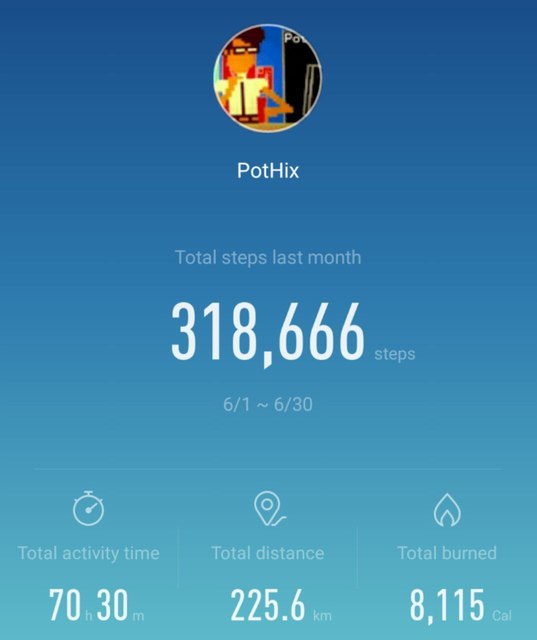 PotHix
Total steps last month
318,666 steps
6/1 ~ 6/30
Total activity time
70 h 30 m
Total distance
225.6 km
Total burned
8,115 Cal